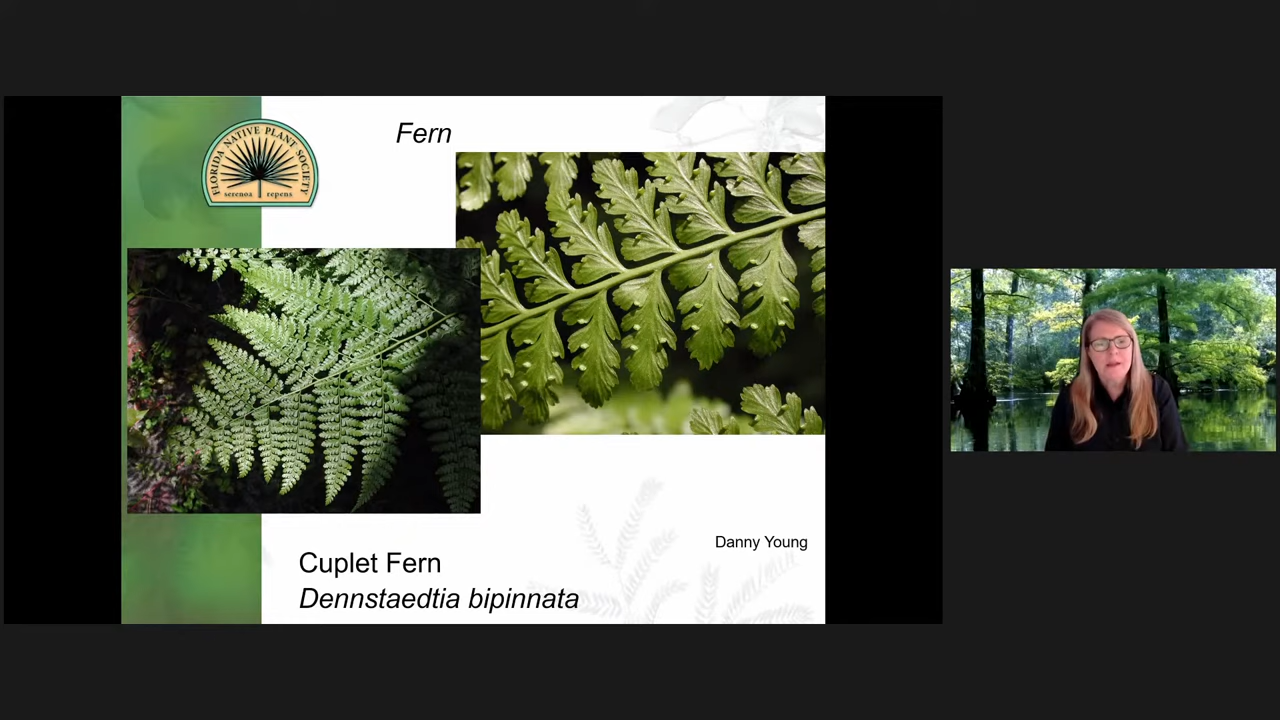 Fern
FLORIDA NATIVE PLANT SOCIETY
serenoa repens
Danny Young
Cuplet Fern
Dennstaedtia bipinnata